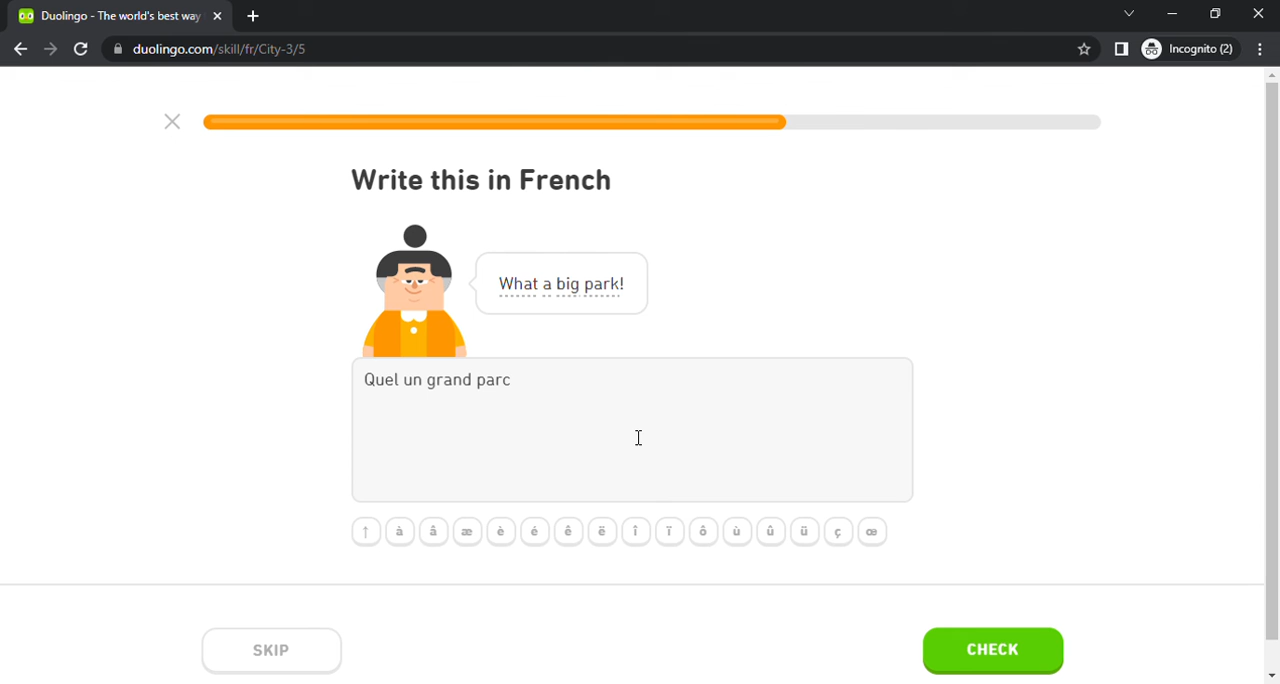 Duolingo - The world's best way
duolingo.com/skill/fr/City-3/5
Incognito (2)
Write this in French
What a big park!
Quel un grand parc
↑ à â æ è é ê ë î ï ô ù û ü ç œ
SKIP
CHECK